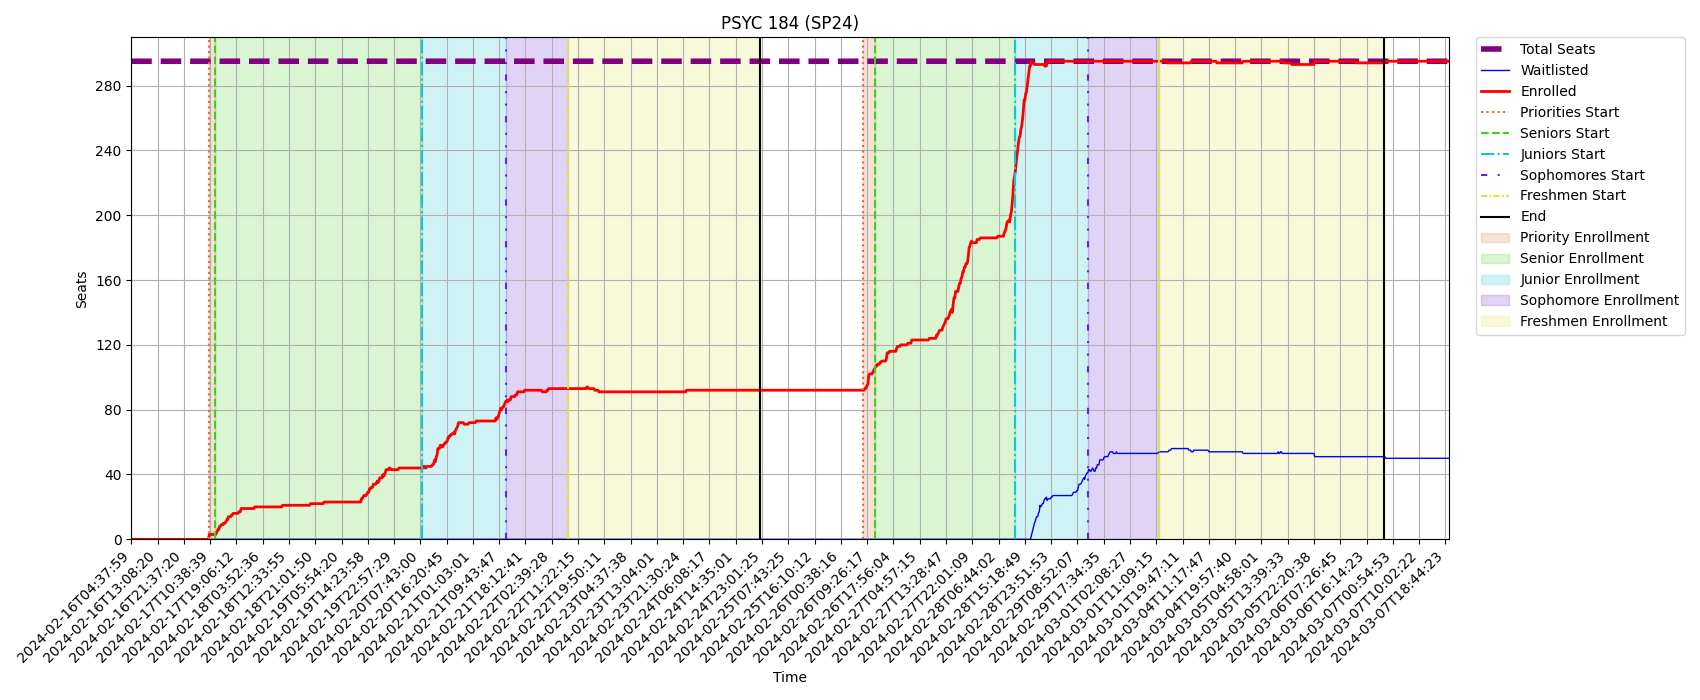 PSYC 184 (SP24)
Seats
280
240
200
160
120
80
40
0
2024-02-16T04:37:59
2024-02-16T13:08:20
2024-02-16T21:37:20
2024-02-17T10:38:39
2024-02-17T19:06:12
2024-02-18T03:52:36
2024-02-18T12:33:55
2024-02-18T21:01:50
2024-02-19T05:54:20
2024-02-19T14:23:58
2024-02-19T22:57:29
2024-02-20T07:43:00
2024-02-20T16:20:45
2024-02-21T01:03:01
2024-02-21T09:43:47
2024-02-21T18:12:41
2024-02-22T02:39:28
2024-02-22T11:22:15
2024-02-22T19:50:11
2024-02-23T04:37:38
2024-02-23T13:04:01
2024-02-23T21:30:24
2024-02-24T06:08:17
2024-02-24T14:35:01
2024-02-24T23:01:25
2024-02-25T07:43:25
2024-02-25T16:10:12
2024-02-26T00:38:16
2024-02-26T09:26:17
2024-02-26T17:56:04
2024-02-27T04:57:15
2024-02-27T13:28:47
2024-02-27T22:01:09
2024-02-28T06:44:02
2024-02-28T15:18:49
2024-02-28T23:51:53
2024-02-29T08:52:07
2024-02-29T17:34:35
2024-03-01T02:08:27
2024-03-01T11:09:15
2024-03-01T19:47:11
2024-03-04T11:17:47
2024-03-04T19:57:40
2024-03-05T04:58:01
2024-03-05T13:39:33
2024-03-05T22:20:38
2024-03-06T07:26:45
2024-03-06T16:14:23
2024-03-07T00:54:53
2024-03-07T10:02:22
2024-03-07T18:44:23
Time
Total Seats
Waitlisted
Enrolled
Priorities Start
Seniors Start
Juniors Start
Sophomores Start
Freshmen Start
End
Priority Enrollment
Senior Enrollment
Junior Enrollment
Sophomore Enrollment
Freshmen Enrollment